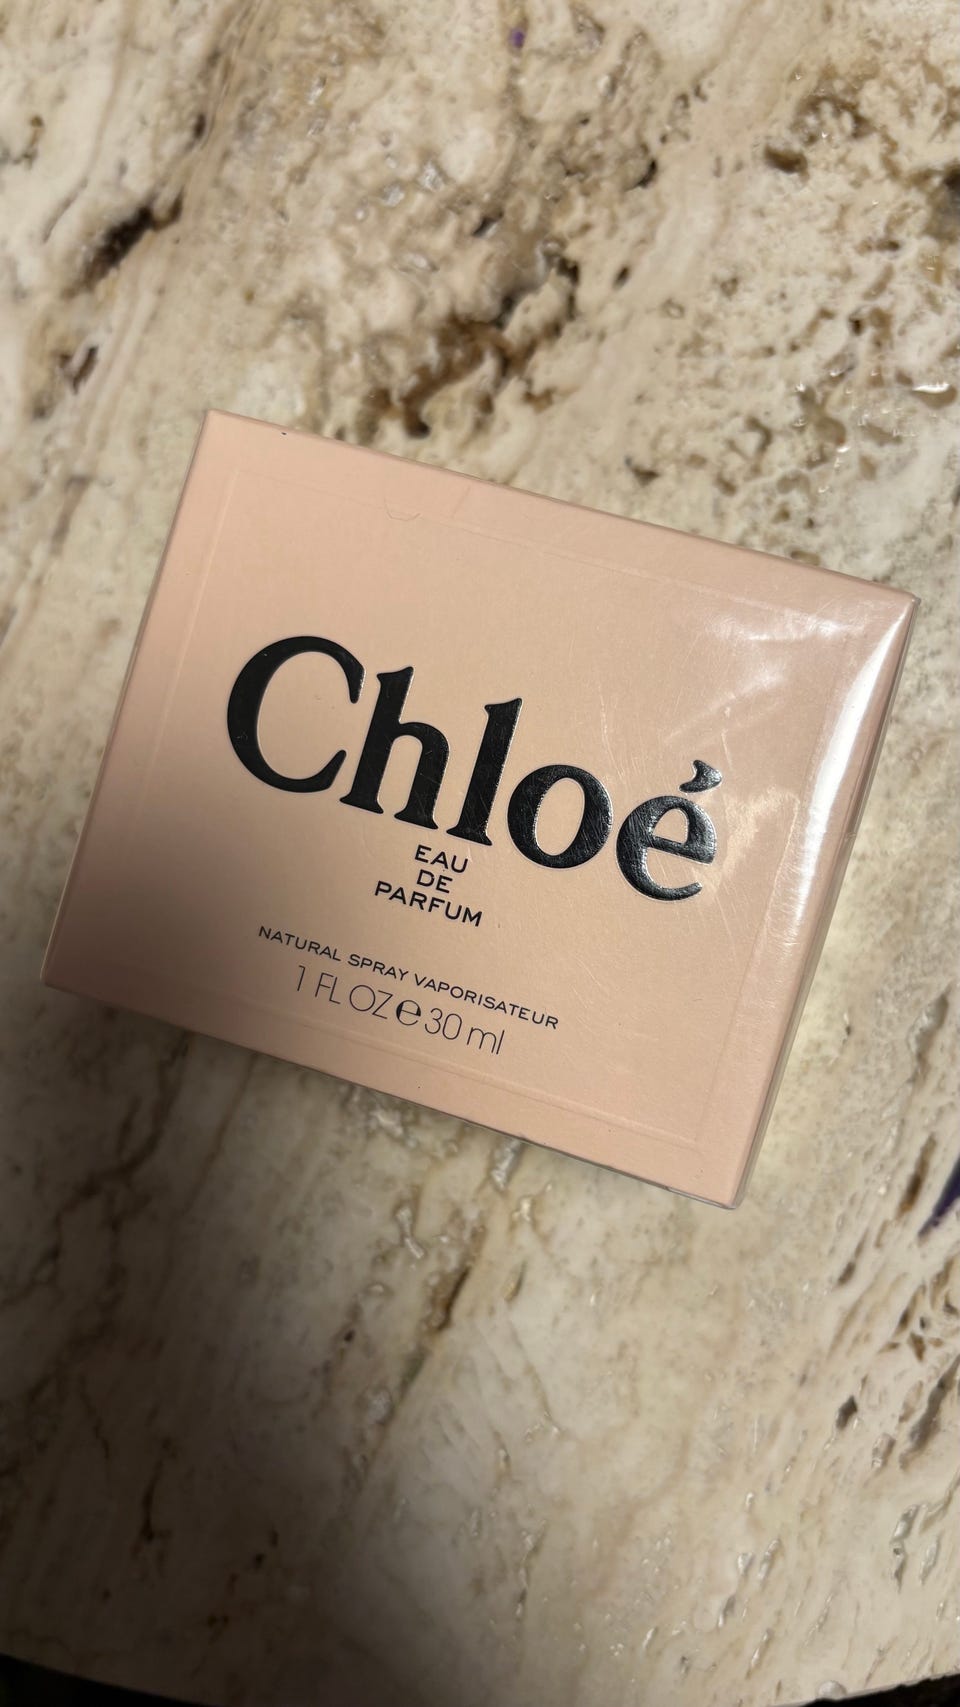 Chloé
EAU
DE
PARFUM
NATURAL SPRAY VAPORISATEUR
1 FL OZ ℮ 30 ml